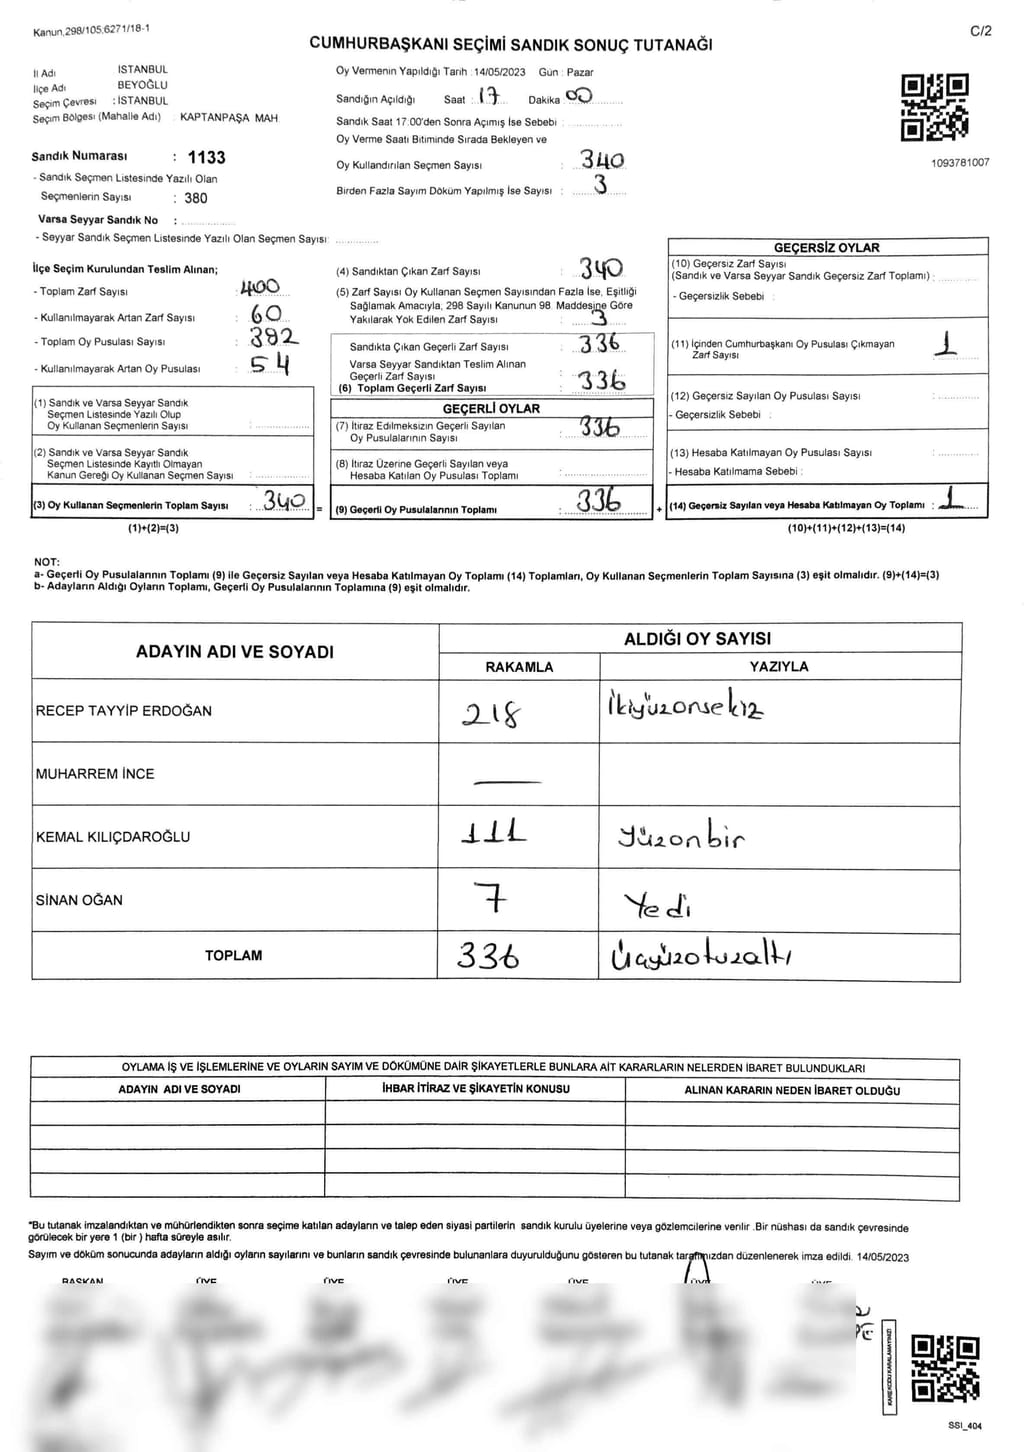 Kanun,298/105;6271/18-1
C/2
CUMHURBAŞKANI SEÇİMİ SANDIK SONUÇ TUTANAĞI
İl Adı ISTANBUL
İlçe Adı BEYOĞLU
Seçim Çevresi : İSTANBUL
Seçim Bölgesi (Mahalle Adı) : KAPTANPAŞA MAH.
Sandık Numarası : 1133
- Sandık Seçmen Listesinde Yazılı Olan
Seçmenlerin Sayısı : 380
Varsa Seyyar Sandık No :
- Seyyar Sandık Seçmen Listesinde Yazılı Olan Seçmen Sayısı:
Oy Vermenin Yapıldığı Tarih : 14/05/2023 Gün : Pazar
Sandığın Açıldığı Saat : 17 Dakika : 00
Sandık Saat 17:00'den Sonra Açımış İse Sebebi :
Oy Verme Saati Bitiminde Sırada Bekleyen ve
Oy Kullandırılan Seçmen Sayısı : 340
Birden Fazla Sayım Döküm Yapılmış İse Sayısı : 3
1093781007
İlçe Seçim Kurulundan Teslim Alınan;
- Toplam Zarf Sayısı : 400
- Kullanılmayarak Artan Zarf Sayısı : 60
- Toplam Oy Pusulası Sayısı : 392
- Kullanılmayarak Artan Oy Pusulası : 54
(1) Sandık ve Varsa Seyyar Sandık
Seçmen Listesinde Yazılı Olup
Oy Kullanan Seçmenlerin Sayısı :
(2) Sandık ve Varsa Seyyar Sandık
Seçmen Listesinde Kayıtlı Olmayan
Kanun Gereği Oy Kullanan Seçmen Sayısı :
(3) Oy Kullanan Seçmenlerin Toplam Sayısı : 340 =
(1)+(2)=(3)
(4) Sandıktan Çıkan Zarf Sayısı : 340
(5) Zarf Sayısı Oy Kullanan Seçmen Sayısından Fazla İse, Eşitliği
Sağlamak Amacıyla, 298 Sayılı Kanunun 98. Maddesine Göre
Yakılarak Yok Edilen Zarf Sayısı : 3
Sandıkta Çıkan Geçerli Zarf Sayısı : 336
Varsa Seyyar Sandıktan Teslim Alınan
Geçerli Zarf Sayısı :
(6) Toplam Geçerli Zarf Sayısı : 336
GEÇERLİ OYLAR
(7) İtiraz Edilmeksizin Geçerli Sayılan
Oy Pusulalarının Sayısı : 336
(8) İtiraz Üzerine Geçerli Sayılan veya
Hesaba Katılan Oy Pusulası Toplamı :
(9) Geçerli Oy Pusulalarının Toplamı : 336 +
GEÇERSİZ OYLAR
(10) Geçersiz Zarf Sayısı
(Sandık ve Varsa Seyyar Sandık Geçersiz Zarf Toplamı) :
- Geçersizlik Sebebi :
(11) İçinden Cumhurbaşkanı Oy Pusulası Çıkmayan
Zarf Sayısı : 1
(12) Geçersiz Sayılan Oy Pusulası Sayısı :
- Geçersizlik Sebebi :
(13) Hesaba Katılmayan Oy Pusulası Sayısı :
- Hesaba Katılmama Sebebi :
(14) Geçersiz Sayılan veya Hesaba Katılmayan Oy Toplamı : 1
(10)+(11)+(12)+(13)=(14)
NOT:
a- Geçerli Oy Pusulalarının Toplamı (9) ile Geçersiz Sayılan veya Hesaba Katılmayan Oy Toplamı (14) Toplamları, Oy Kullanan Seçmenlerin Toplam Sayısına (3) eşit olmalıdır. (9)+(14)=(3)
b- Adayların Aldığı Oyların Toplamı, Geçerli Oy Pusulalarının Toplamına (9) eşit olmalıdır.
ADAYIN ADI VE SOYADI
ALDIĞI OY SAYISI
RAKAMLA YAZIYLA
RECEP TAYYİP ERDOĞAN 218 İkiyüzonsekiz
MUHARREM İNCE —
KEMAL KILIÇDAROĞLU 111 Yüzonbir
SİNAN OĞAN 7 Yedi
TOPLAM 336 Üçyüzotuzaltı
OYLAMA İŞ VE İŞLEMLERİNE VE OYLARIN SAYIM VE DÖKÜMÜNE DAİR ŞİKAYETLERLE BUNLARA AİT KARARLARIN NELERDEN İBARET BULUNDUKLARI
ADAYIN ADI VE SOYADI İHBAR İTİRAZ VE ŞİKAYETİN KONUSU ALINAN KARARIN NEDEN İBARET OLDUĞU
*Bu tutanak imzalandıktan ve mühürlendikten sonra seçime katılan adayların ve talep eden siyasi partilerin sandık kurulu üyelerine veya gözlemcilerine verilir .Bir nüshası da sandık çevresinde
görülecek bir yere 1 (bir ) hafta süreyle asılır.
Sayım ve döküm sonucunda adayların aldığı oyların sayılarını ve bunların sandık çevresinde bulunanlara duyurulduğunu gösteren bu tutanak tarafımızdan düzenlenerek imza edildi. 14/05/2023
BAŞKAN ÜYE ÜYE ÜYE ÜYE ÜYE ÜYE
KAREKODU KARALAMAYINIZ!
SSI_404